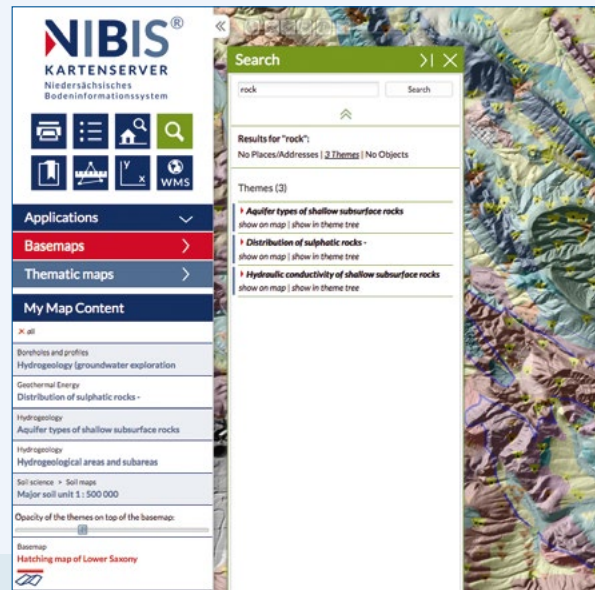 NIBIS®
KARTENSERVER
Niedersächsisches
Bodeninformationssystem
y
x
WMS
Applications
Basemaps
Thematic maps
My Map Content
× all
Boreholes and profiles
Hydrogeology (groundwater exploration
Geothermal Energy
Distribution of sulphatic rocks -
Hydrogeology
Aquifer types of shallow subsurface rocks
Hydrogeology
Hydrogeological areas and subareas
Soil science > Soil maps
Major soil unit 1 : 500 000
Opacity of the themes on top of the basemap:
Basemap
Hatching map of Lower Saxony
Search
rock
Search
Results for "rock":
No Places/Addresses | 3 Themes | No Objects
Themes (3)
Aquifer types of shallow subsurface rocks
show on map | show in theme tree
Distribution of sulphatic rocks -
show on map | show in theme tree
Hydraulic conductivity of shallow subsurface rocks
show on map | show in theme tree